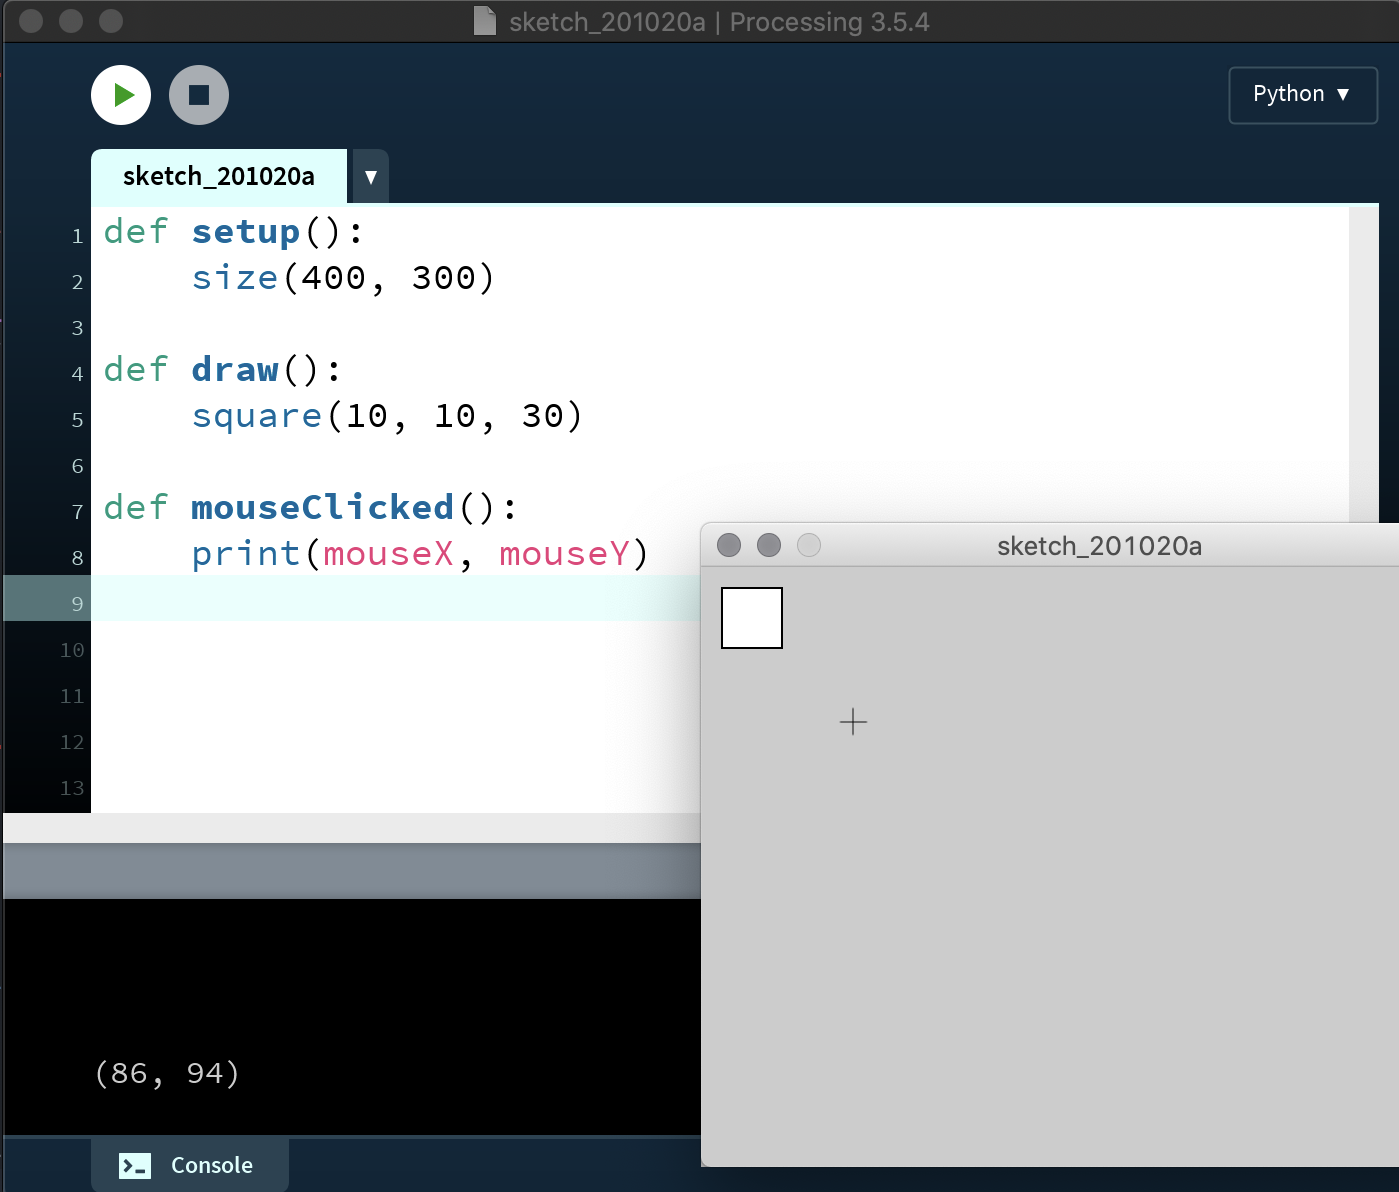 sketch_201020a | Processing 3.5.4
Python ▼
sketch_201020a ▼
1 def setup():
2     size(400, 300)
3
4 def draw():
5     square(10, 10, 30)
6
7 def mouseClicked():
8     print(mouseX, mouseY)
9
10
11
12
13
sketch_201020a
(86, 94)
>_ Console